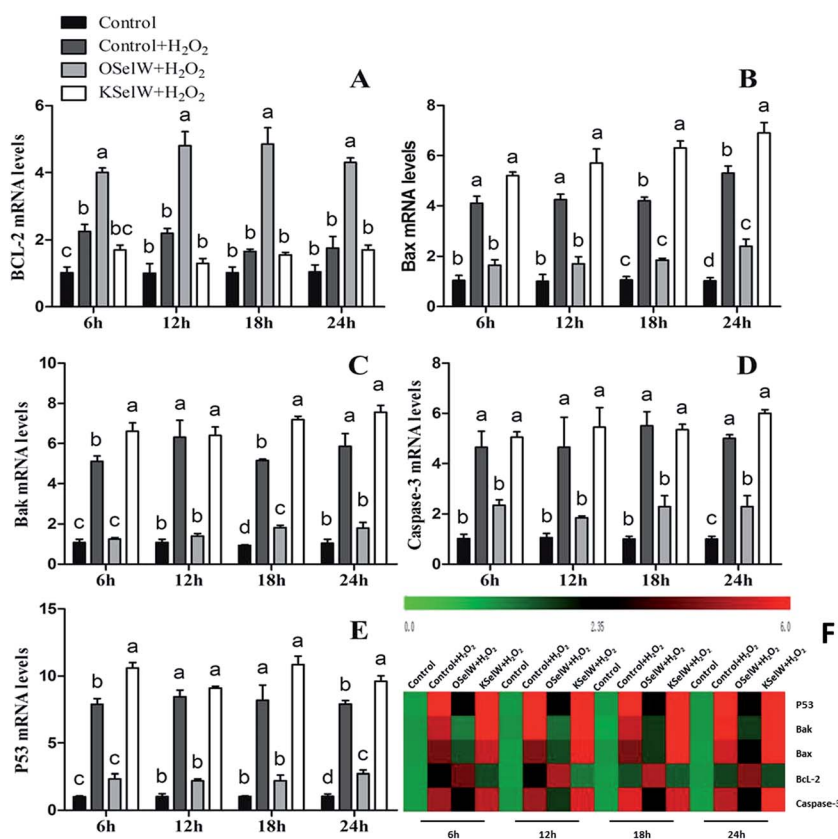 Control
Control+H₂O₂
OSelW+H₂O₂
KSelW+H₂O₂
A
BCL-2 mRNA levels
6
4
2
0
c b a bc
b b a b
b b a b
b b a b
6h 12h 18h 24h
B
Bax mRNA levels
8
6
4
2
0
b a b a
b a b a
c b c a
d b c a
6h 12h 18h 24h
C
Bak mRNA levels
10
8
6
4
2
0
c b c a
b a b a
d b c a
b a b a
6h 12h 18h 24h
D
Caspase-3 mRNA levels
8
6
4
2
0
b a b a
b a b a
b a b a
c a b a
6h 12h 18h 24h
E
P53 mRNA levels
15
10
5
0
c b c a
b a b a
b a b a
d b c a
6h 12h 18h 24h
F
0.0 2.35 6.0
Control Control+H₂O₂ OSelW+H₂O₂ KSelW+H₂O₂ Control Control+H₂O₂ OSelW+H₂O₂ KSelW+H₂O₂ Control Control+H₂O₂ OSelW+H₂O₂ KSelW+H₂O₂ Control Control+H₂O₂ OSelW+H₂O₂ KSelW+H₂O₂
P53
Bak
Bax
BcL-2
Caspase-3
6h 12h 18h 24h